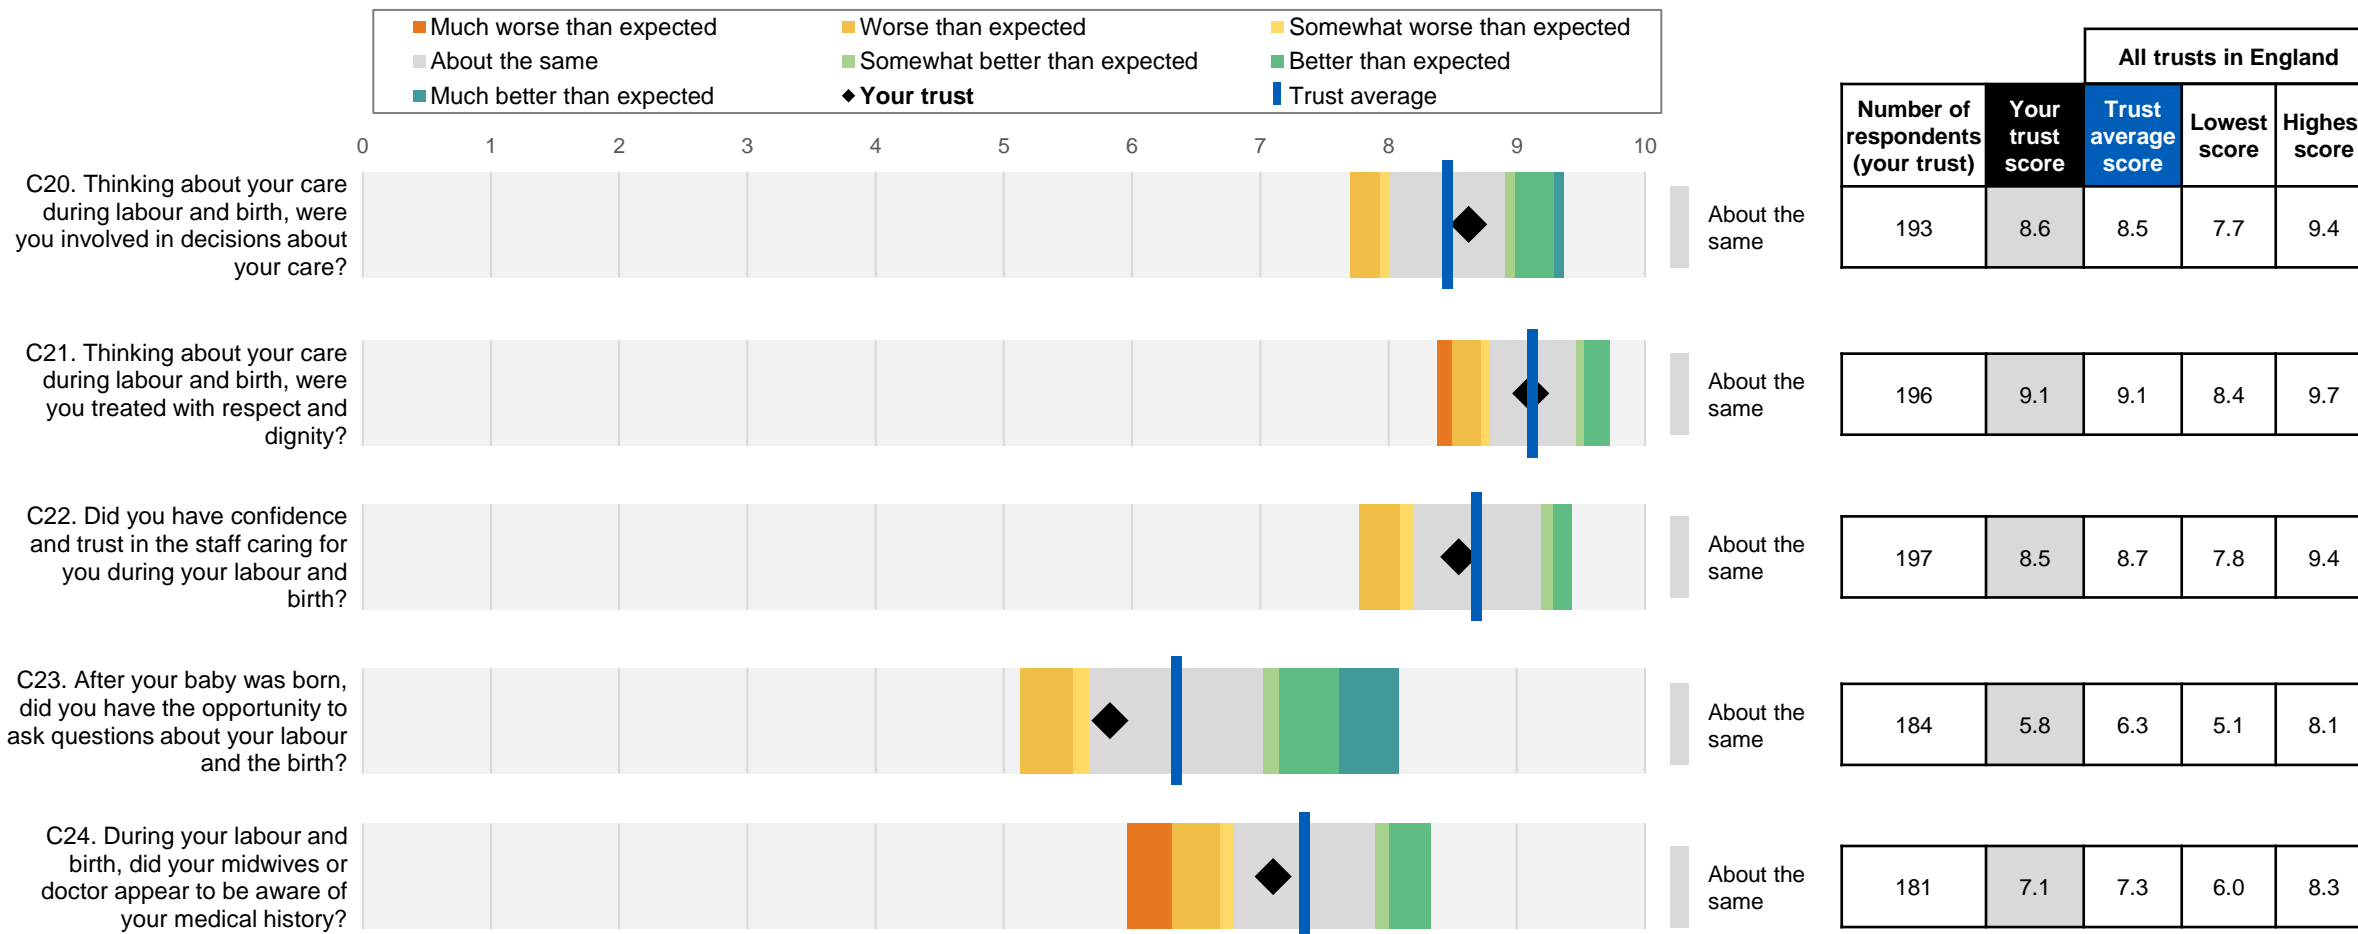 Much worse than expected
Worse than expected
Somewhat worse than expected
About the same
Somewhat better than expected
Better than expected
Much better than expected
Your trust
Trust average
All trusts in England
Number of
respondents
(your trust)
Your
trust
score
Trust
average
score
Lowest
score
Highes
score
0 1 2 3 4 5 6 7 8 9 10
C20. Thinking about your care
during labour and birth, were
you involved in decisions about
your care?
About the
same
193 8.6 8.5 7.7 9.4
C21. Thinking about your care
during labour and birth, were
you treated with respect and
dignity?
About the
same
196 9.1 9.1 8.4 9.7
C22. Did you have confidence
and trust in the staff caring for
you during your labour and
birth?
About the
same
197 8.5 8.7 7.8 9.4
C23. After your baby was born,
did you have the opportunity to
ask questions about your labour
and the birth?
About the
same
184 5.8 6.3 5.1 8.1
C24. During your labour and
birth, did your midwives or
doctor appear to be aware of
your medical history?
About the
same
181 7.1 7.3 6.0 8.3